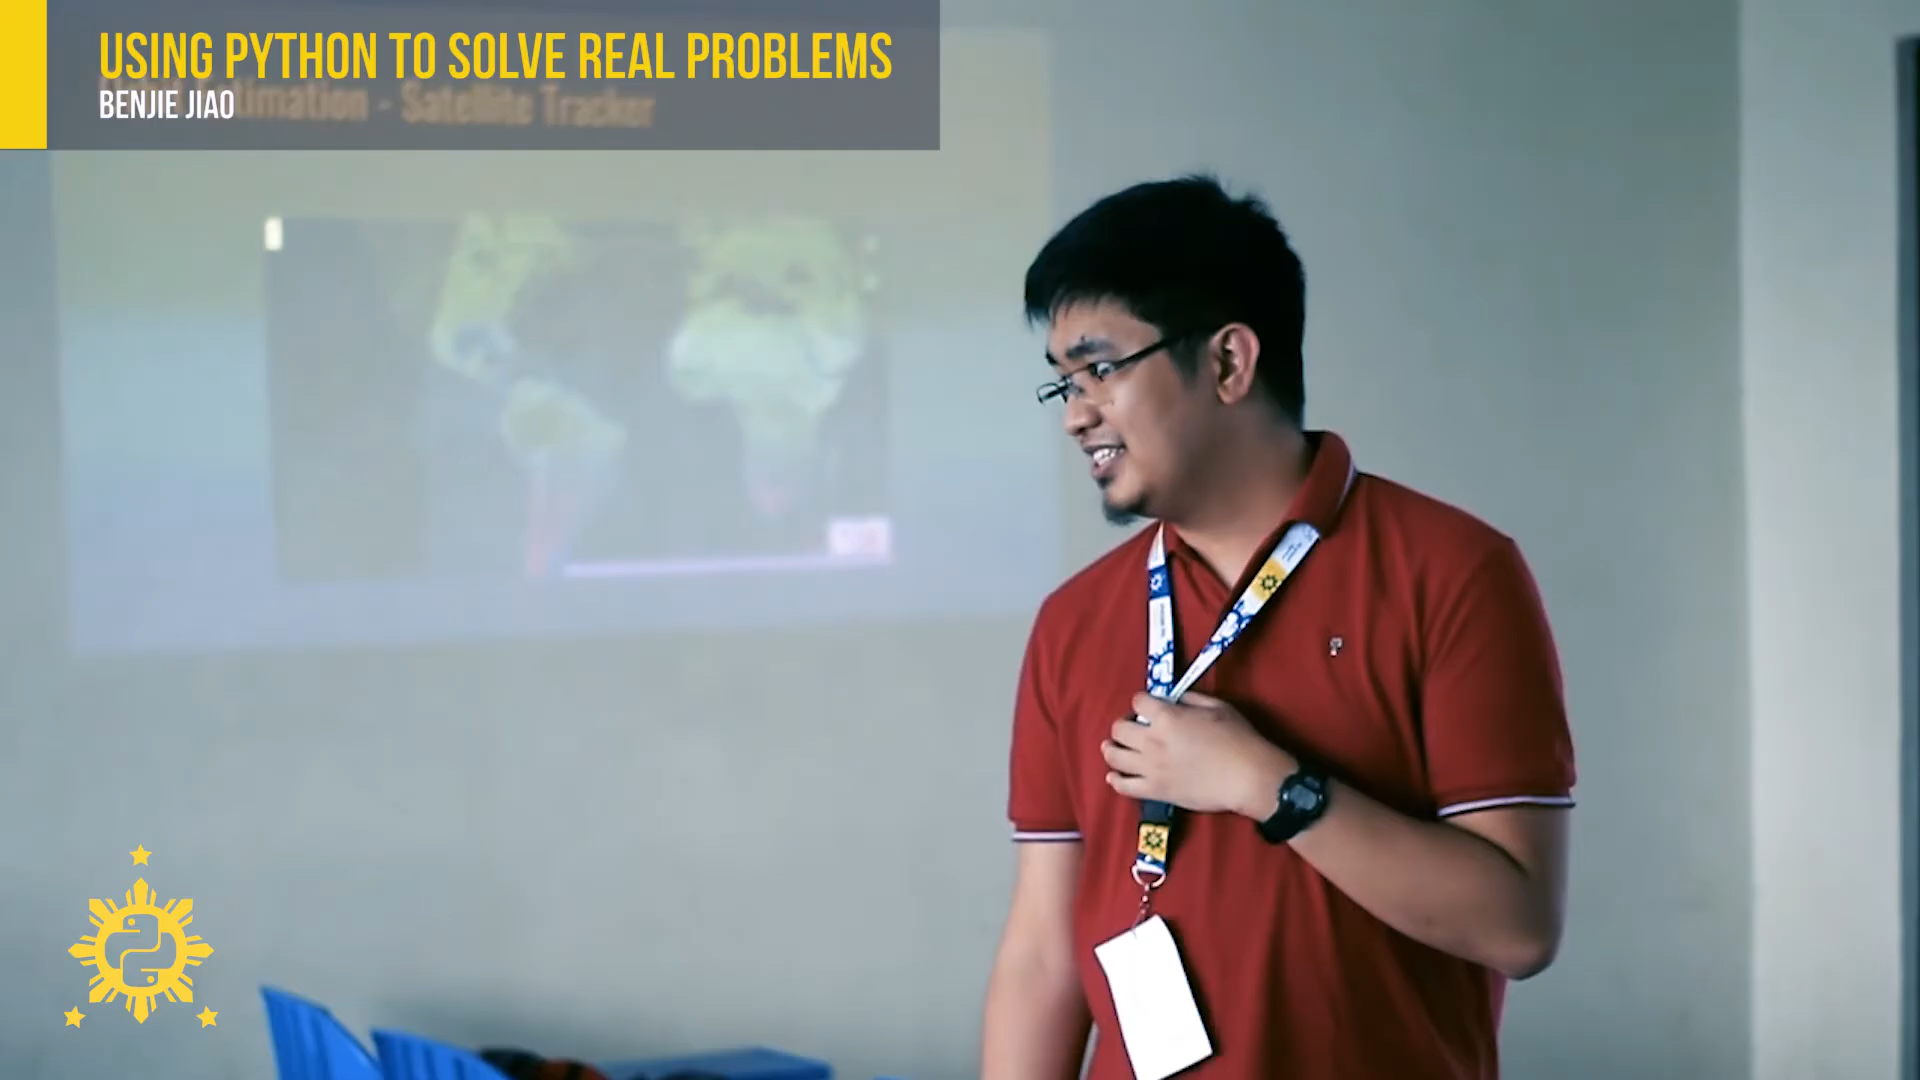 USING PYTHON TO SOLVE REAL PROBLEMS
BENJIE JIAO
Satellite Tracker